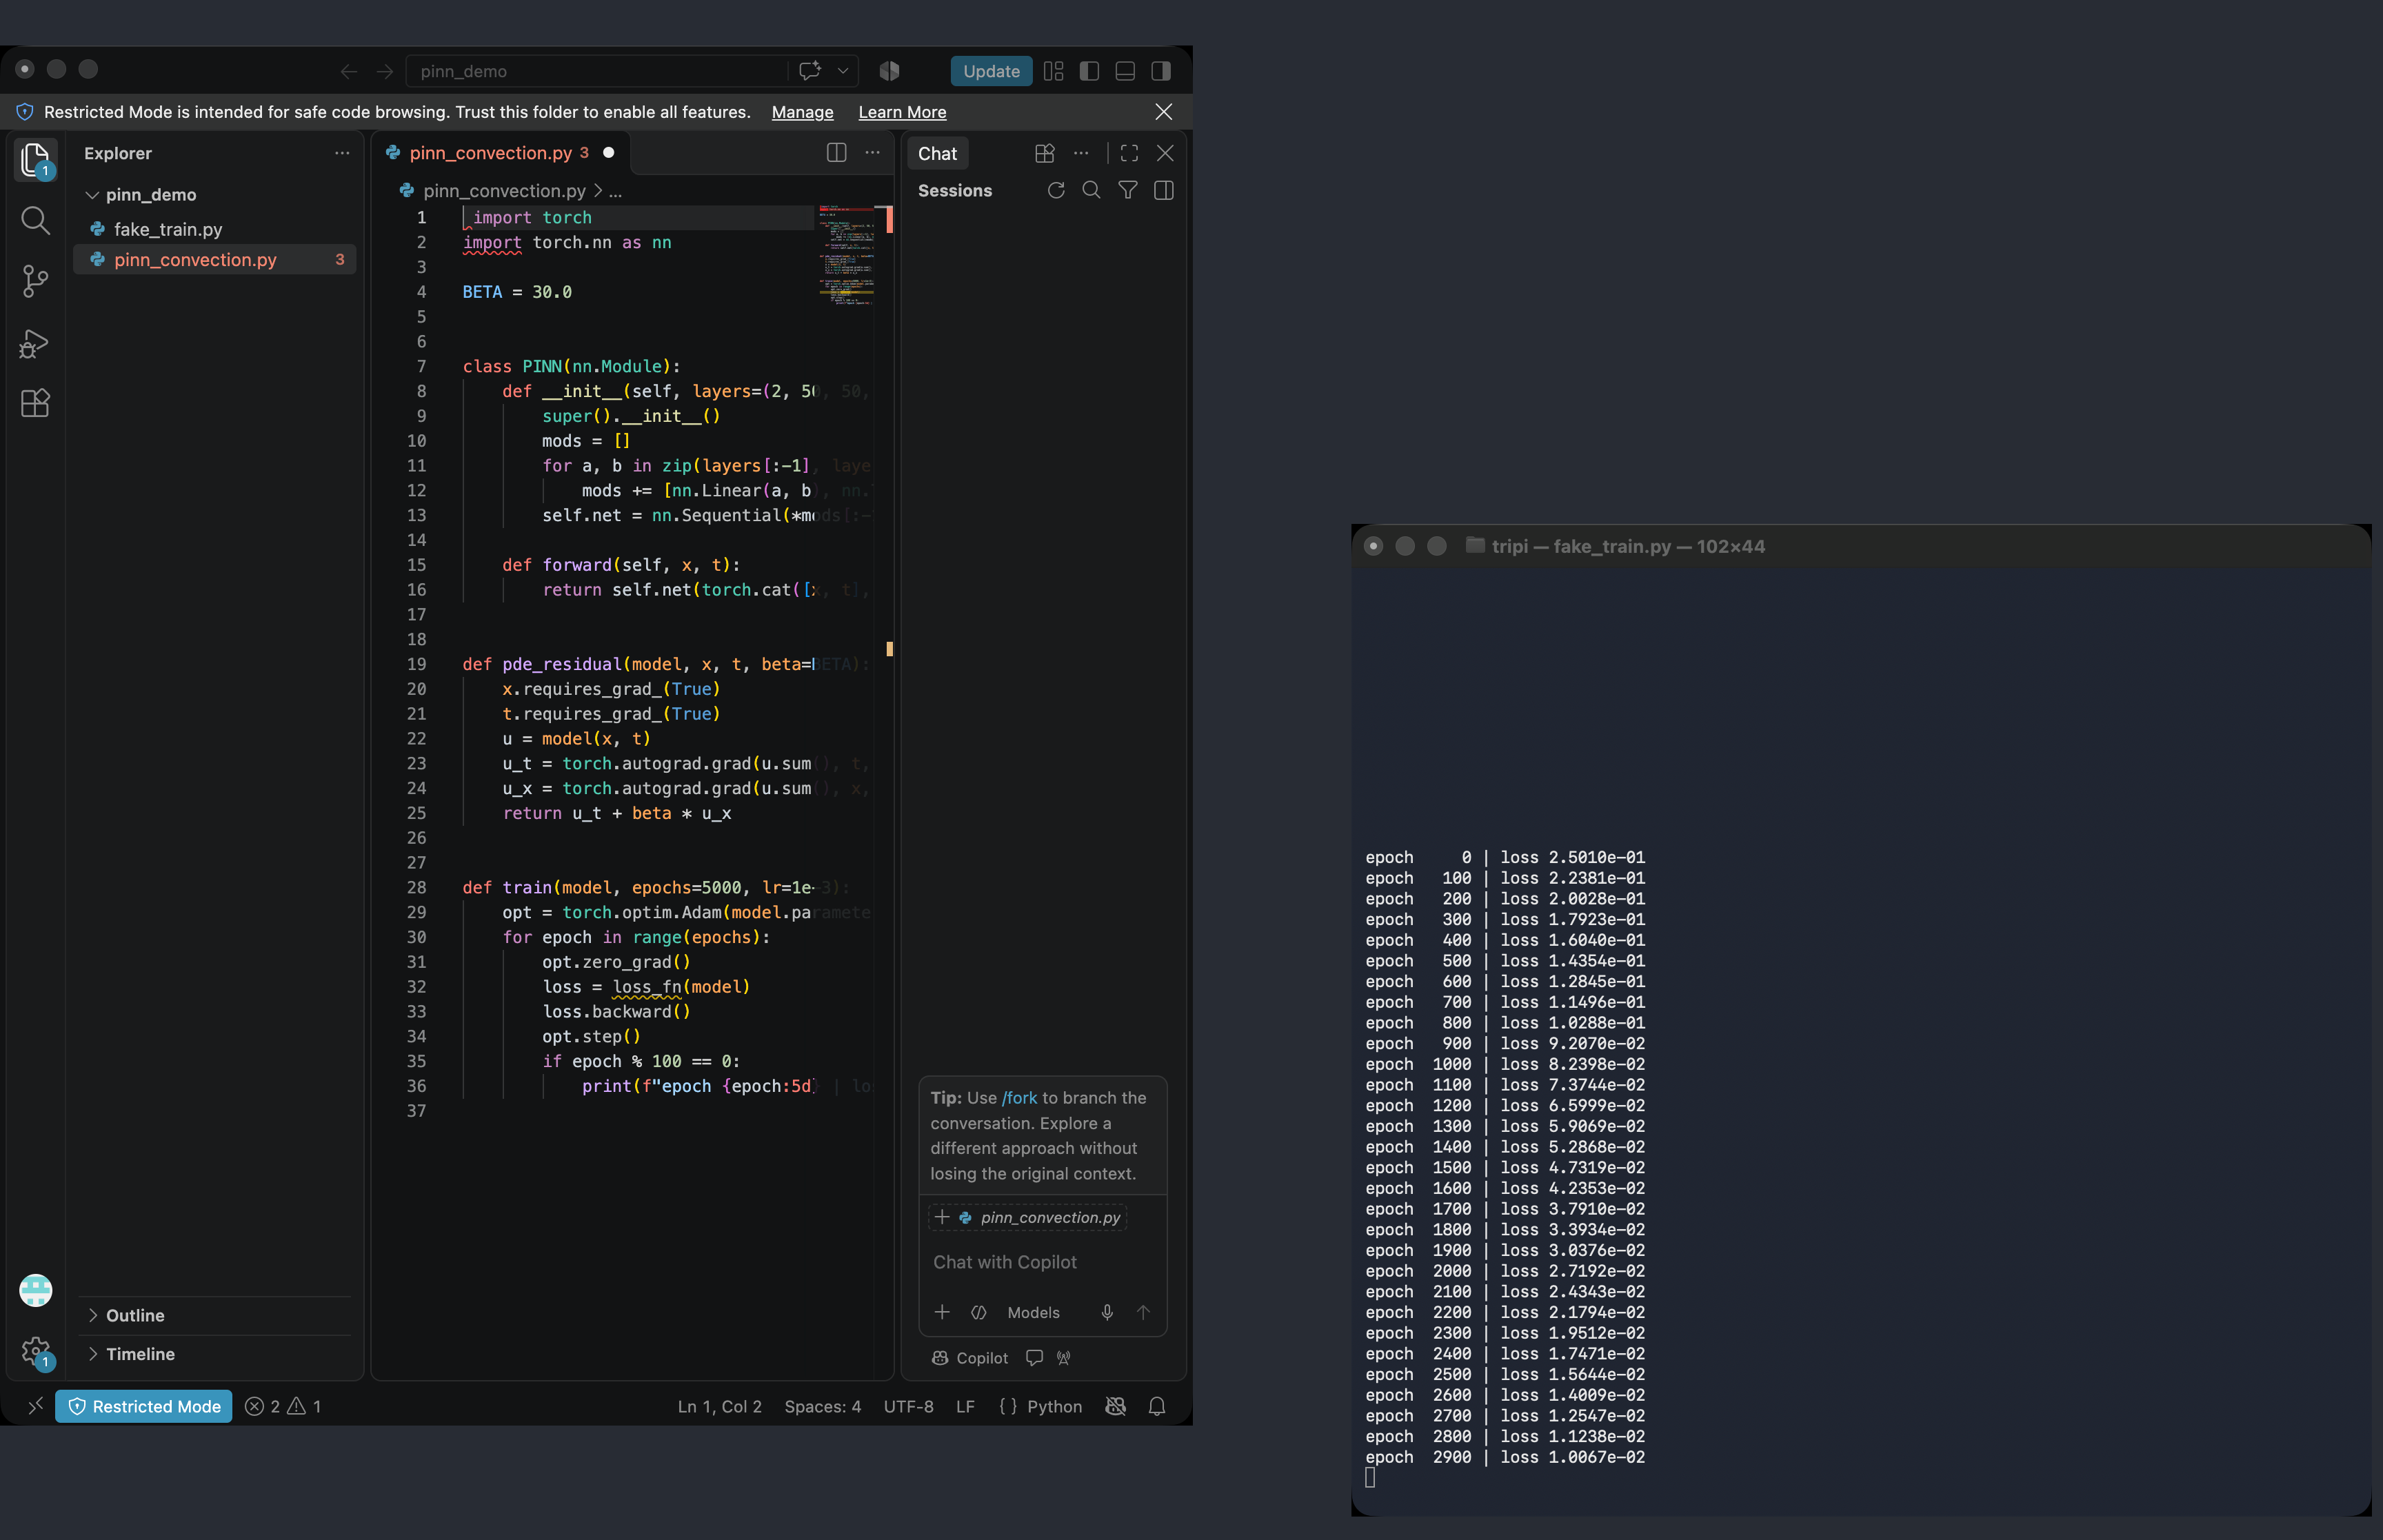 pinn_demo
Update
Restricted Mode is intended for safe code browsing. Trust this folder to enable all features. Manage Learn More
1
Explorer
pinn_demo
fake_train.py
pinn_convection.py 3
Outline
Timeline
1
pinn_convection.py 3
pinn_convection.py > ...
1 import torch
2 import torch.nn as nn
3
4 BETA = 30.0
5
6
7 class PINN(nn.Module):
8 def __init__(self, layers=(2, 50, 50,
9 super().__init__()
10 mods = []
11 for a, b in zip(layers[:-1], laye
12 mods += [nn.Linear(a, b), nn.
13 self.net = nn.Sequential(*mods[:-
14
15 def forward(self, x, t):
16 return self.net(torch.cat([x, t],
17
18
19 def pde_residual(model, x, t, beta=BETA):
20 x.requires_grad_(True)
21 t.requires_grad_(True)
22 u = model(x, t)
23 u_t = torch.autograd.grad(u.sum(), t,
24 u_x = torch.autograd.grad(u.sum(), x,
25 return u_t + beta * u_x
26
27
28 def train(model, epochs=5000, lr=1e-3):
29 opt = torch.optim.Adam(model.paramete
30 for epoch in range(epochs):
31 opt.zero_grad()
32 loss = loss_fn(model)
33 loss.backward()
34 opt.step()
35 if epoch % 100 == 0:
36 print(f"epoch {epoch:5d} | lo
37
Chat
Sessions
Tip: Use /fork to branch the
conversation. Explore a
different approach without
losing the original context.
pinn_convection.py
Chat with Copilot
Models
Copilot
Restricted Mode 2 1
Ln 1, Col 2 Spaces: 4 UTF-8 LF { } Python
tripi — fake_train.py — 102×44
epoch 0 | loss 2.5010e-01
epoch 100 | loss 2.2381e-01
epoch 200 | loss 2.0028e-01
epoch 300 | loss 1.7923e-01
epoch 400 | loss 1.6040e-01
epoch 500 | loss 1.4354e-01
epoch 600 | loss 1.2845e-01
epoch 700 | loss 1.1496e-01
epoch 800 | loss 1.0288e-01
epoch 900 | loss 9.2070e-02
epoch 1000 | loss 8.2398e-02
epoch 1100 | loss 7.3744e-02
epoch 1200 | loss 6.5999e-02
epoch 1300 | loss 5.9069e-02
epoch 1400 | loss 5.2868e-02
epoch 1500 | loss 4.7319e-02
epoch 1600 | loss 4.2353e-02
epoch 1700 | loss 3.7910e-02
epoch 1800 | loss 3.3934e-02
epoch 1900 | loss 3.0376e-02
epoch 2000 | loss 2.7192e-02
epoch 2100 | loss 2.4343e-02
epoch 2200 | loss 2.1794e-02
epoch 2300 | loss 1.9512e-02
epoch 2400 | loss 1.7471e-02
epoch 2500 | loss 1.5644e-02
epoch 2600 | loss 1.4009e-02
epoch 2700 | loss 1.2547e-02
epoch 2800 | loss 1.1238e-02
epoch 2900 | loss 1.0067e-02